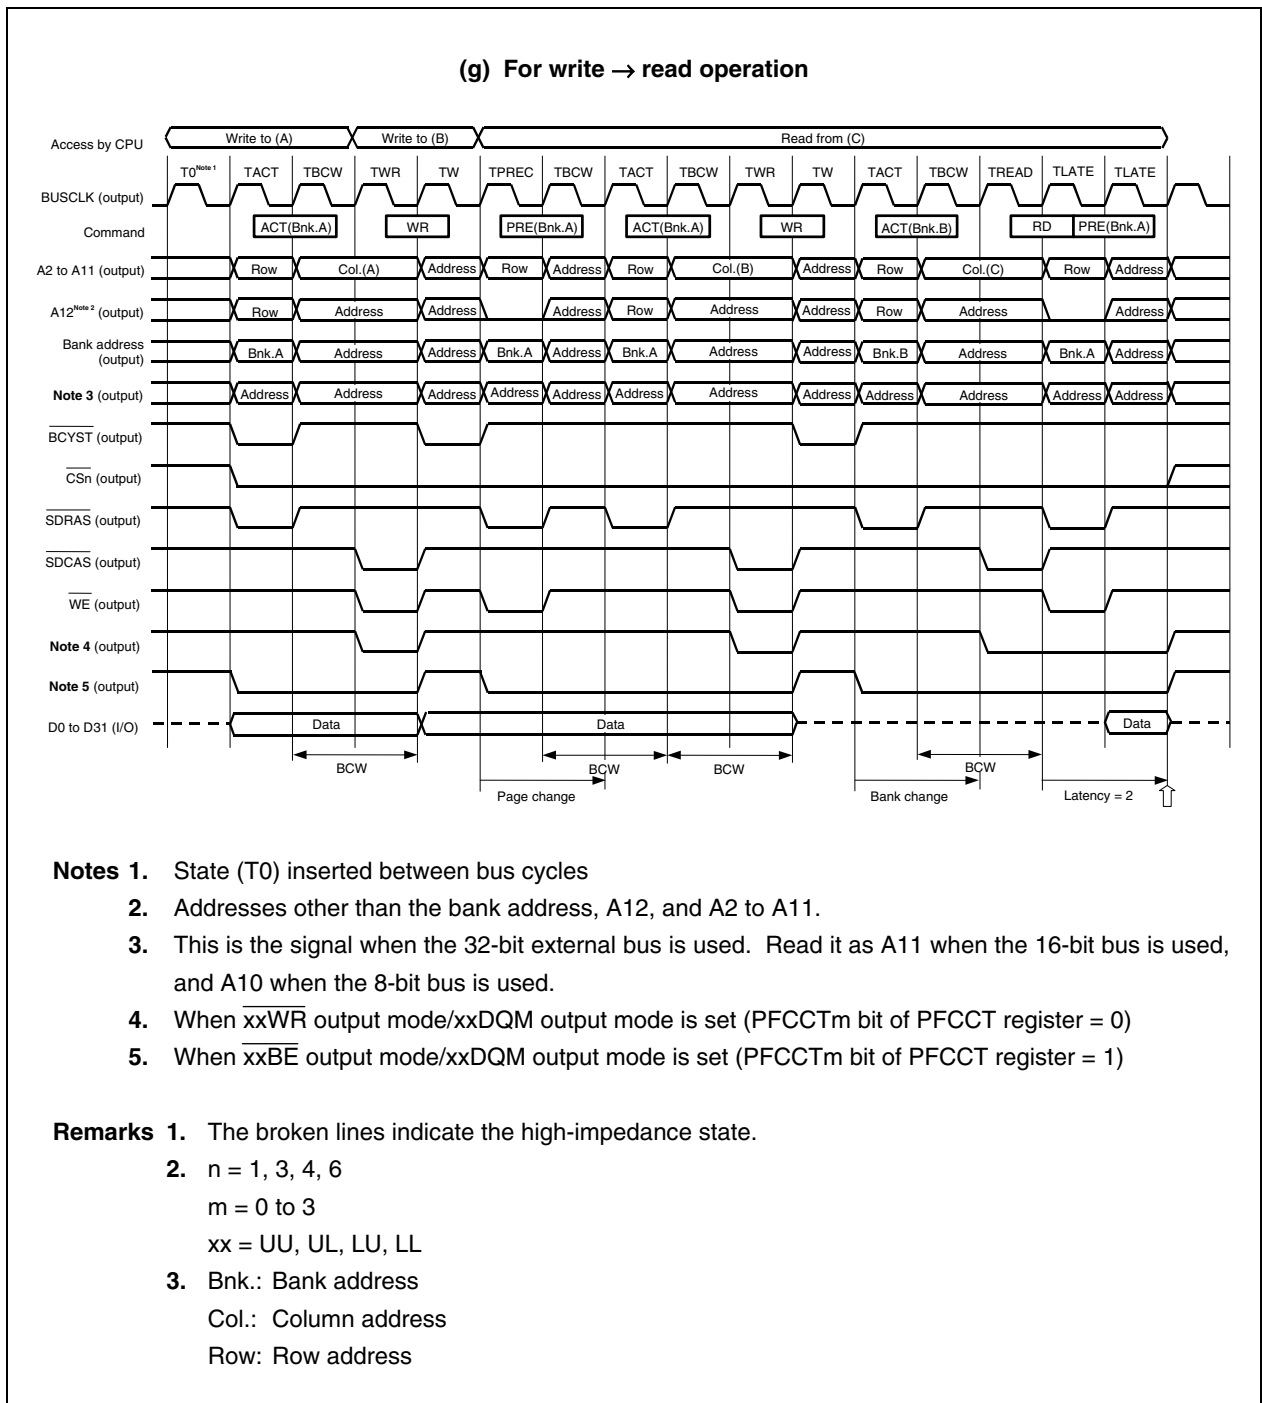 (g) For write → read operation
Access by CPU Write to (A) Write to (B) Read from (C)
T0Note 1 TACT TBCW TWR TW TPREC TBCW TACT TBCW TWR TW TACT TBCW TREAD TLATE TLATE
BUSCLK (output)
Command ACT(Bnk.A) WR PRE(Bnk.A) ACT(Bnk.A) WR ACT(Bnk.B) RD PRE(Bnk.A)
A2 to A11 (output) Row Col.(A) Address Row Address Row Col.(B) Address Row Col.(C) Row Address
A12Note 2 (output) Row Address Address Address Row Address Address Row Address Address
Bank address
(output) Bnk.A Address Address Bnk.A Address Bnk.A Address Address Bnk.B Address Bnk.A Address
Note 3 (output) Address Address Address Address Address Address Address Address Address Address Address Address
BCYST (output)
CSn (output)
SDRAS (output)
SDCAS (output)
WE (output)
Note 4 (output)
Note 5 (output)
D0 to D31 (I/O) Data Data Data
BCW BCW BCW BCW
Page change Bank change Latency = 2
Notes 1. State (T0) inserted between bus cycles
2. Addresses other than the bank address, A12, and A2 to A11.
3. This is the signal when the 32-bit external bus is used. Read it as A11 when the 16-bit bus is used,
and A10 when the 8-bit bus is used.
4. When xxWR output mode/xxDQM output mode is set (PFCCTm bit of PFCCT register = 0)
5. When xxBE output mode/xxDQM output mode is set (PFCCTm bit of PFCCT register = 1)
Remarks 1. The broken lines indicate the high-impedance state.
2. n = 1, 3, 4, 6
m = 0 to 3
xx = UU, UL, LU, LL
3. Bnk.: Bank address
Col.: Column address
Row: Row address